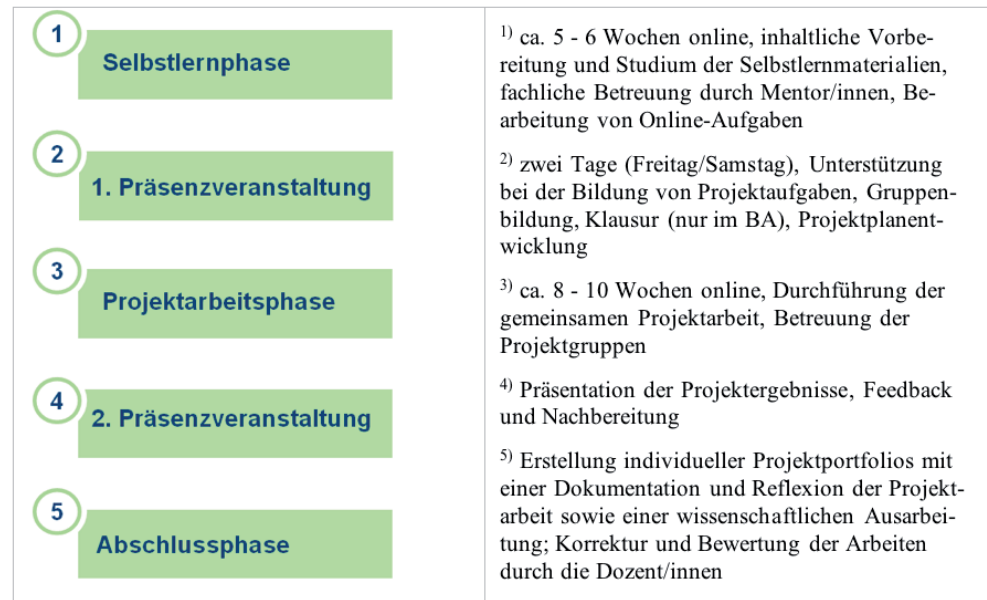 1
Selbstlernphase
2
1. Präsenzveranstaltung
3
Projektarbeitsphase
4
2. Präsenzveranstaltung
5
Abschlussphase
1) ca. 5 - 6 Wochen online, inhaltliche Vorbe-
reitung und Studium der Selbstlernmaterialien,
fachliche Betreuung durch Mentor/innen, Be-
arbeitung von Online-Aufgaben
2) zwei Tage (Freitag/Samstag), Unterstützung
bei der Bildung von Projektaufgaben, Gruppen-
bildung, Klausur (nur im BA), Projektplanent-
wicklung
3) ca. 8 - 10 Wochen online, Durchführung der
gemeinsamen Projektarbeit, Betreuung der
Projektgruppen
4) Präsentation der Projektergebnisse, Feedback
und Nachbereitung
5) Erstellung individueller Projektportfolios mit
einer Dokumentation und Reflexion der Projekt-
arbeit sowie einer wissenschaftlichen Ausarbei-
tung; Korrektur und Bewertung der Arbeiten
durch die Dozent/innen